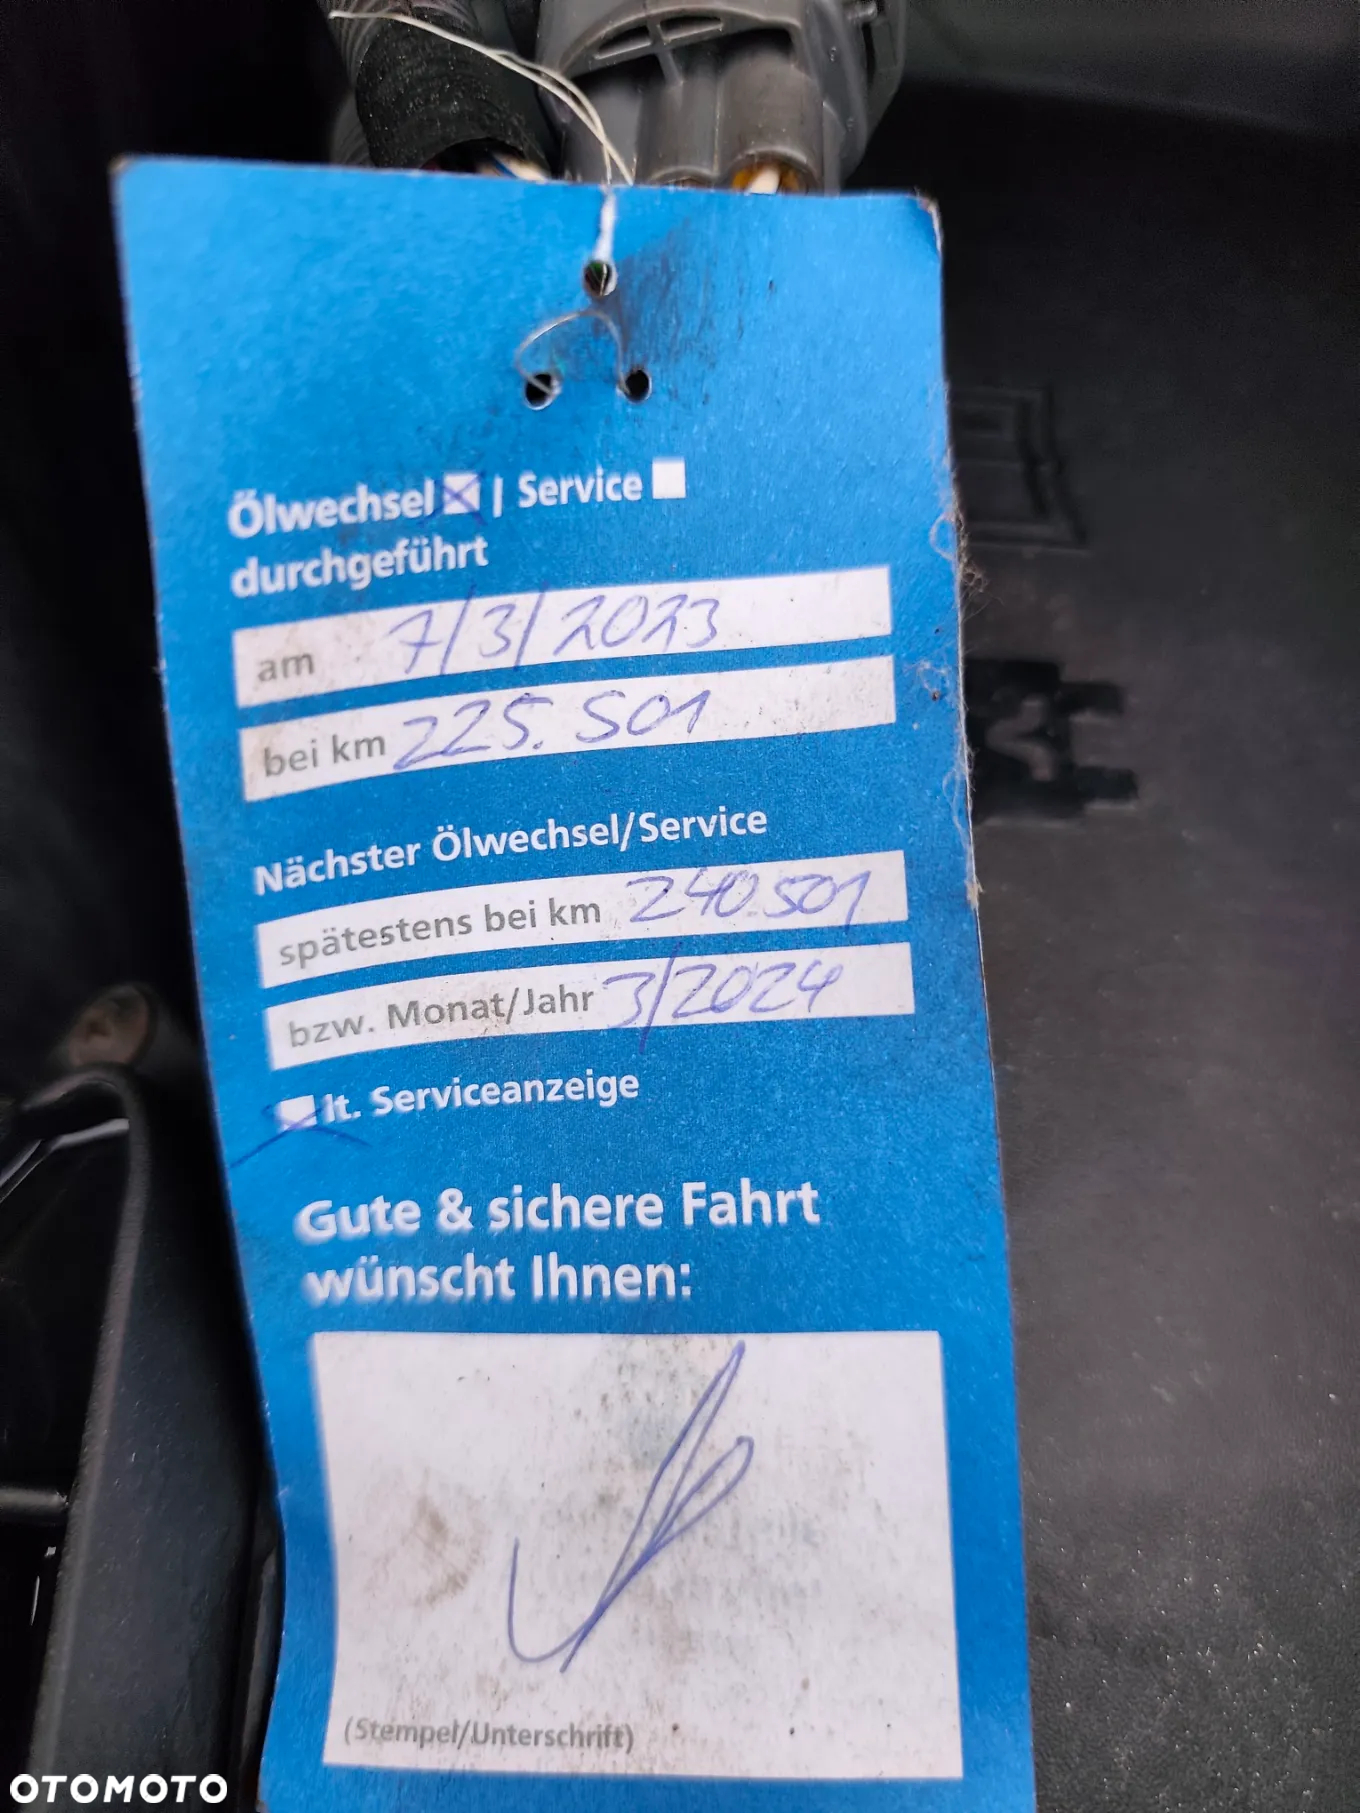 Ölwechsel | Service
durchgeführt
am 7/3/2023
bei km 225.501
Nächster Ölwechsel/Service
spätestens bei km 240.501
bzw. Monat/Jahr 3/2024
lt. Serviceanzeige
Gute & sichere Fahrt
wünscht Ihnen:
(Stempel/Unterschrift)
OTOMOTO